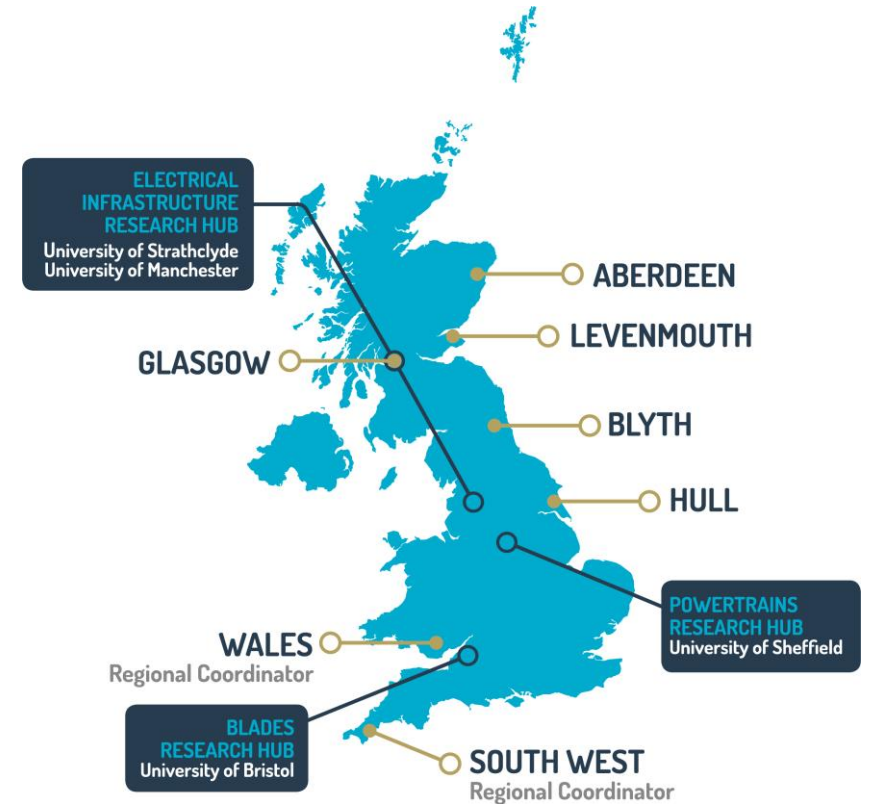 ELECTRICAL
INFRASTRUCTURE
RESEARCH HUB
University of Strathclyde
University of Manchester
ABERDEEN
LEVENMOUTH
GLASGOW
BLYTH
HULL
POWERTRAINS
RESEARCH HUB
University of Sheffield
WALES
Regional Coordinator
BLADES
RESEARCH HUB
University of Bristol
SOUTH WEST
Regional Coordinator